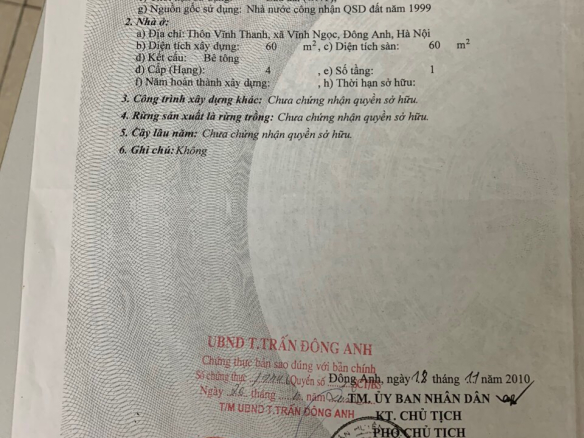 g) Nguồn gốc sử dụng: Nhà nước công nhận QSD đất năm 1999
2. Nhà ở:
a) Địa chỉ: Thôn Vĩnh Thanh, xã Vĩnh Ngọc, Đông Anh, Hà Nội
b) Diện tích xây dựng: 60 m², c) Diện tích sàn: 60 m²
d) Kết cấu: Bê tông
đ) Cấp (Hạng): 4 , e) Số tầng: 1
f) Năm hoàn thành xây dựng: , h) Thời hạn sở hữu:
3. Công trình xây dựng khác: Chưa chứng nhận quyền sở hữu.
4. Rừng sản xuất là rừng trồng: Chưa chứng nhận quyền sở hữu.
5. Cây lâu năm: Chưa chứng nhận quyền sở hữu.
6. Ghi chú: Không
UBND T.TRẤN ĐÔNG ANH
Chứng thực bản sao đúng với bản chính
Số chứng thực Quyển số SCT/BS
Ngày tháng năm
T/M UBND T.TRẤN ĐÔNG ANH
Đông Anh, ngày 18 tháng 11 năm 2010
TM. ỦY BAN NHÂN DÂN
KT. CHỦ TỊCH
PHÓ CHỦ TỊCH